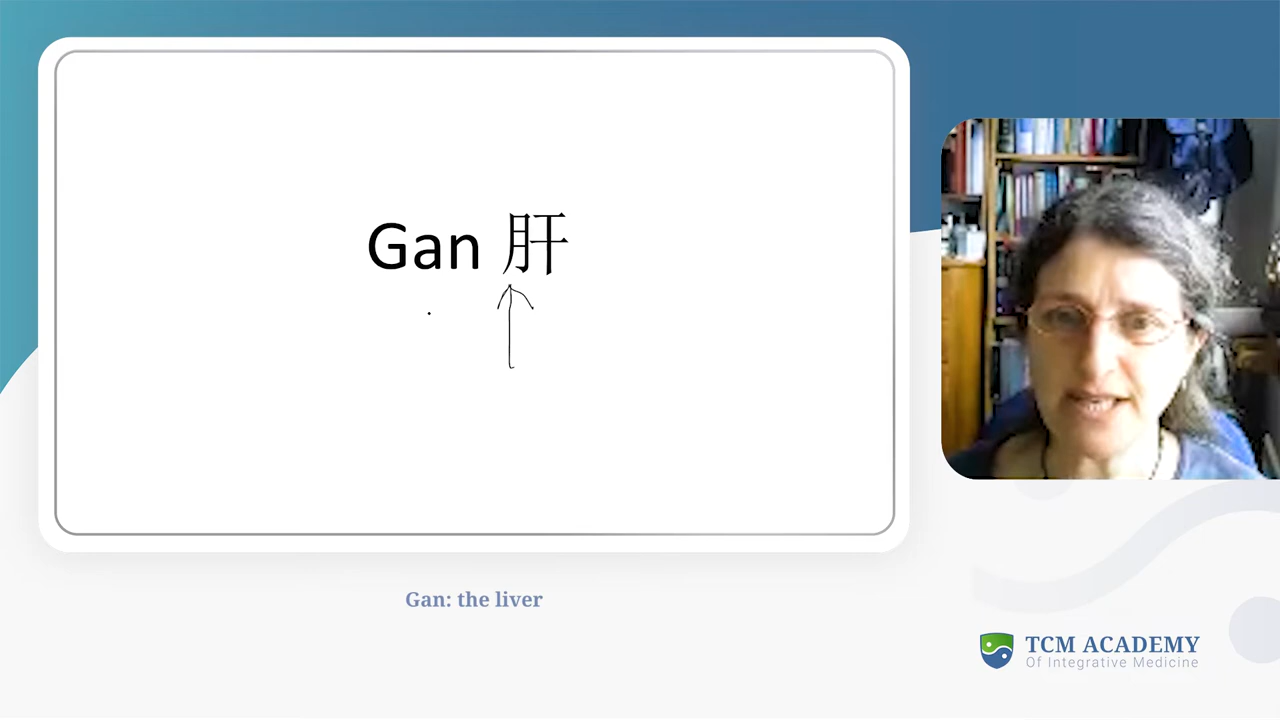 Gan 肝
Gan: the liver
TCM ACADEMY
Of Integrative Medicine